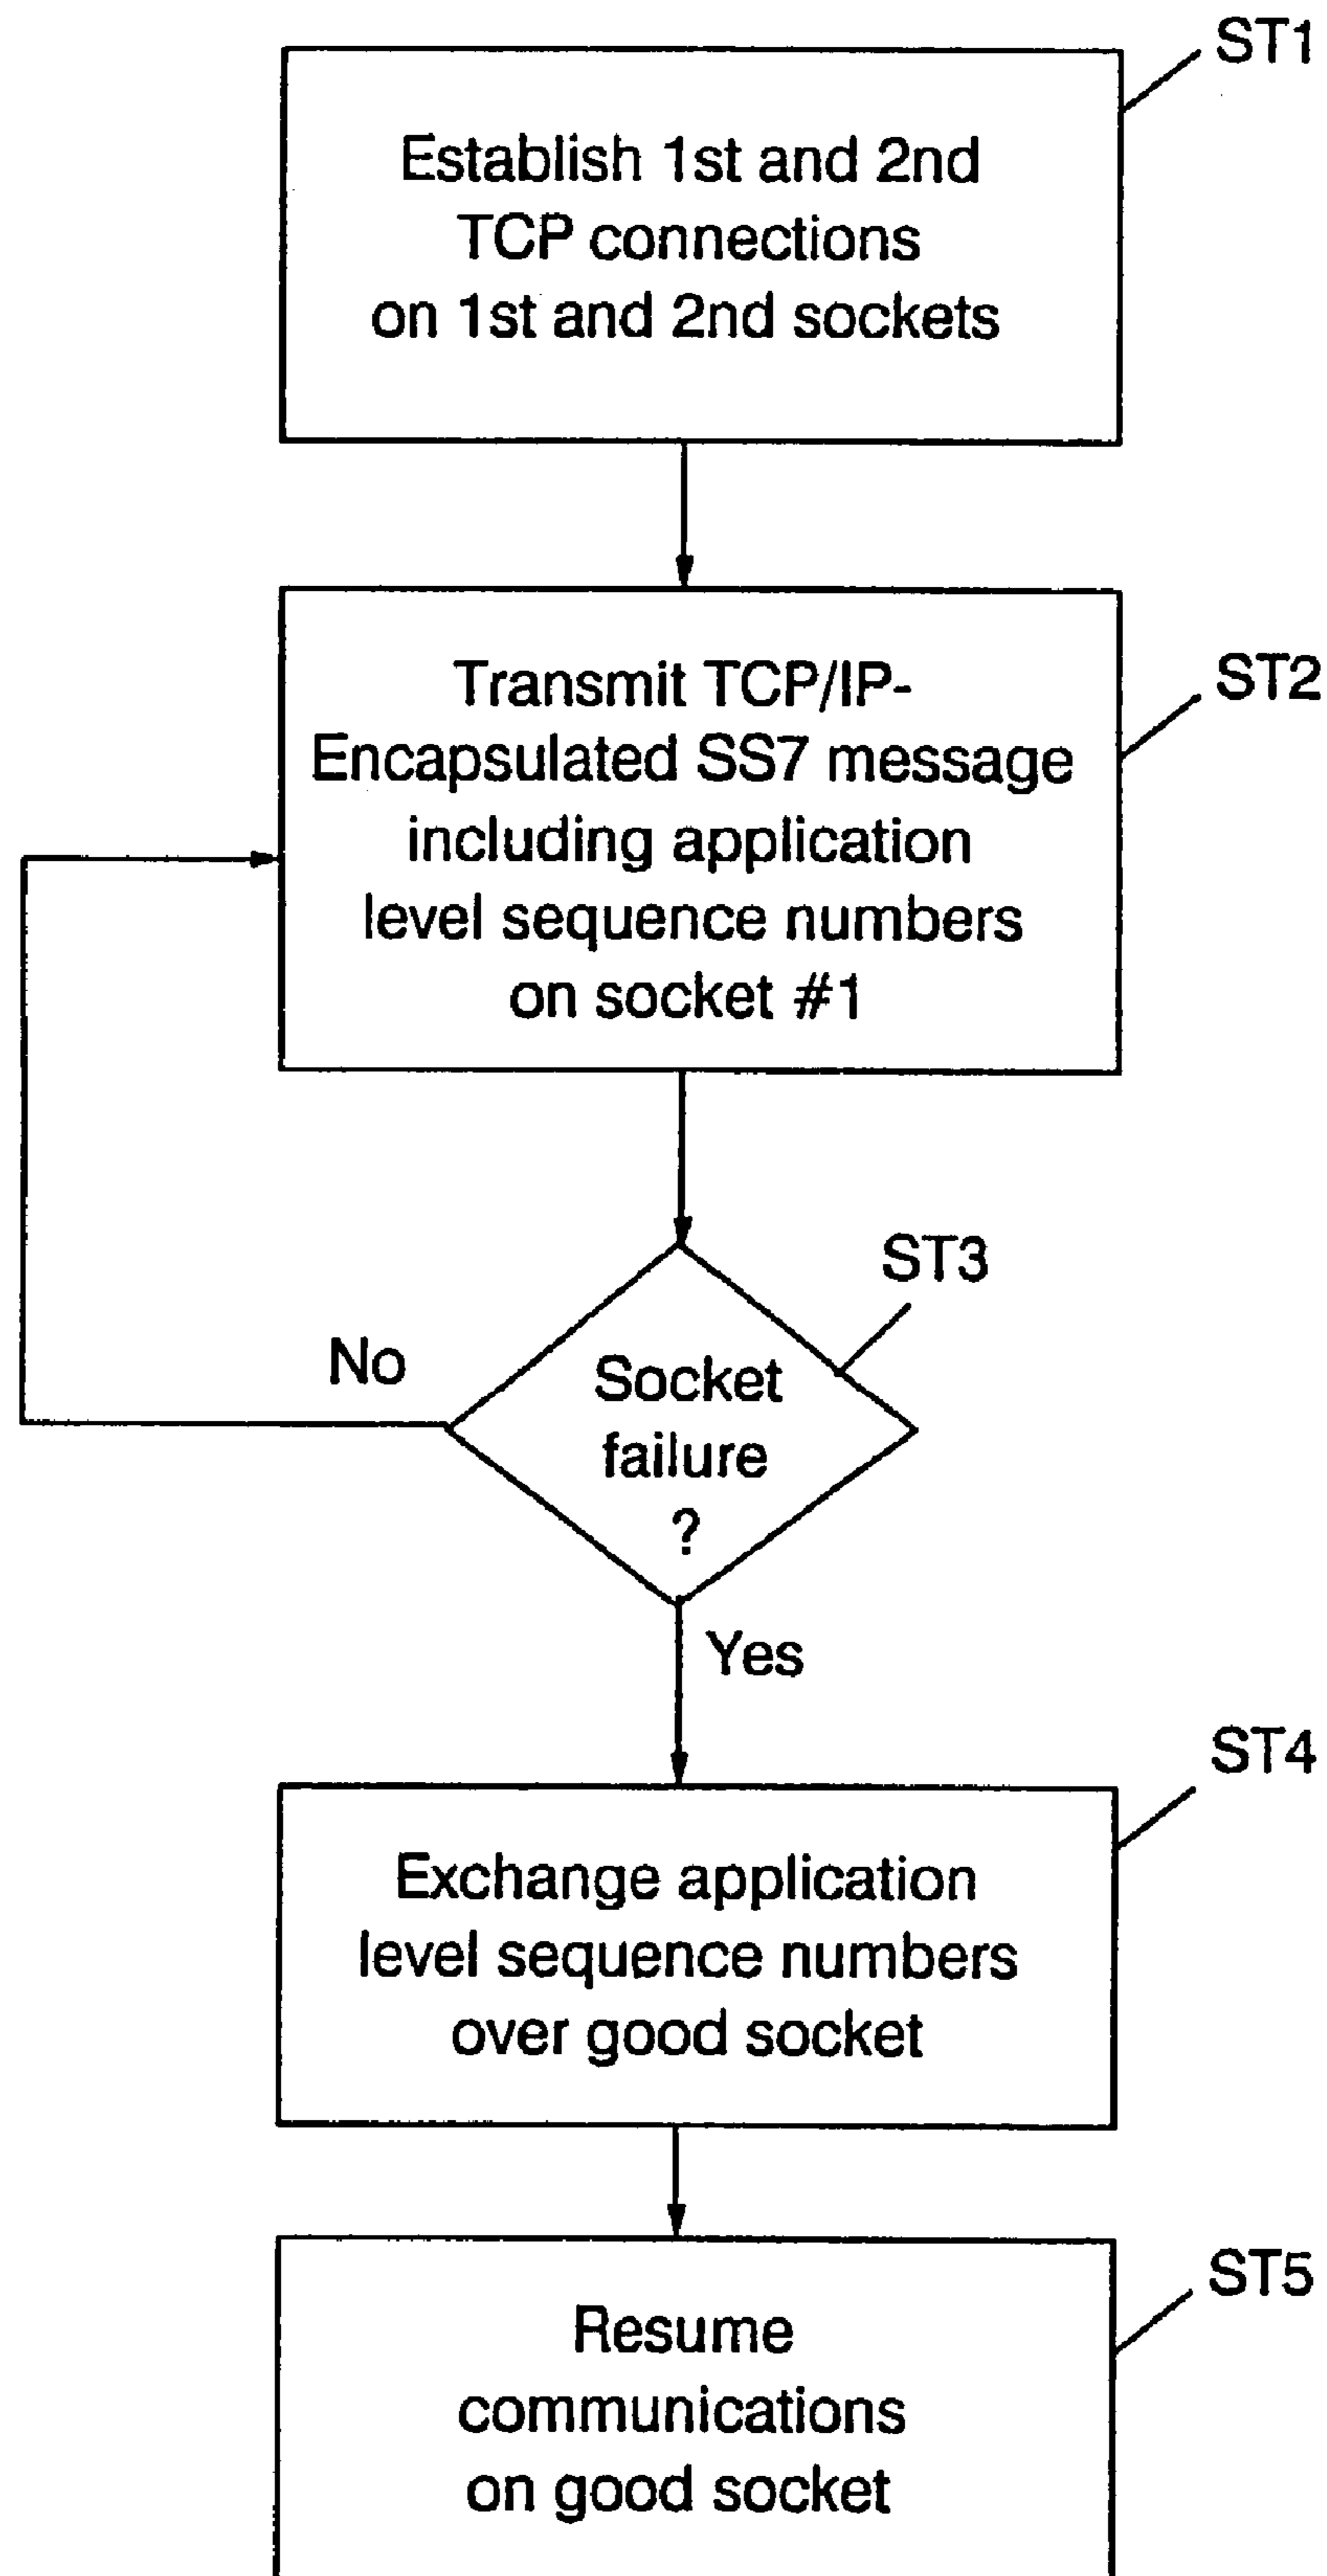 ST1
Establish 1st and 2nd
TCP connections
on 1st and 2nd sockets
ST2
Transmit TCP/IP-
Encapsulated SS7 message
including application
level sequence numbers
on socket #1
ST3
No
Socket
failure
?
Yes
ST4
Exchange application
level sequence numbers
over good socket
ST5
Resume
communications
on good socket